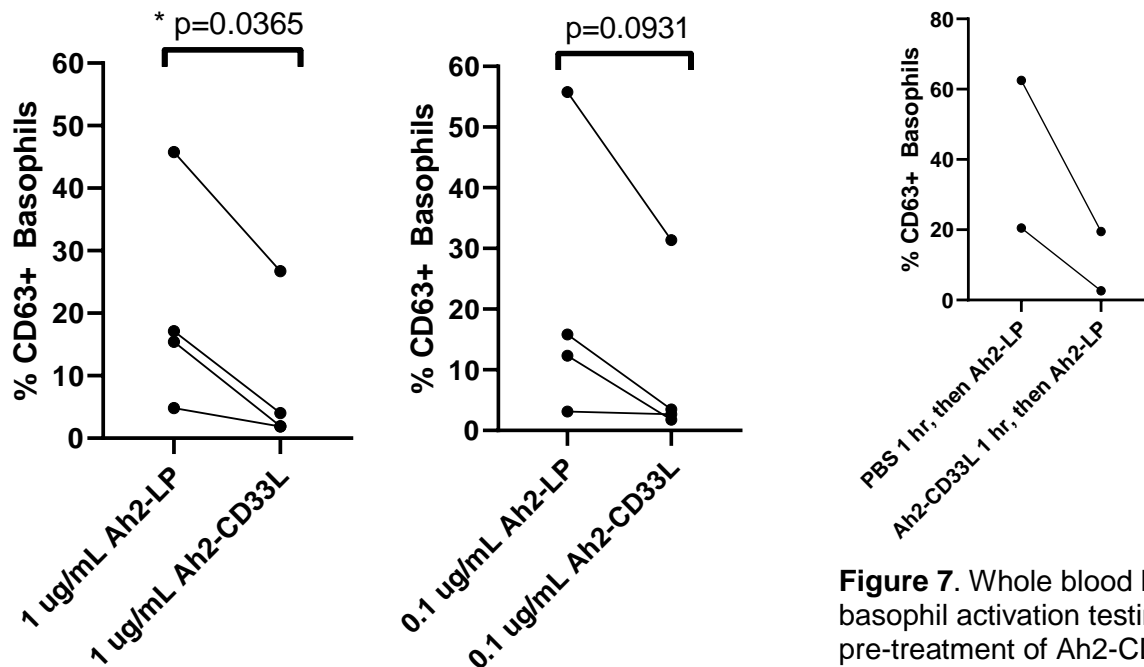 * p=0.0365
60
50
40
30
20
10
0
% CD63+ Basophils
1 ug/mL Ah2-LP
1 ug/mL Ah2-CD33L
p=0.0931
60
50
40
30
20
10
0
% CD63+ Basophils
0.1 ug/mL Ah2-LP
0.1 ug/mL Ah2-CD33L
80
60
40
20
0
% CD63+ Basophils
PBS 1 hr, then Ah2-LP
Ah2-CD33L 1 hr, then Ah2-LP
Figure 7. Whole blood
basophil activation testin
pre-treatment of Ah2-C